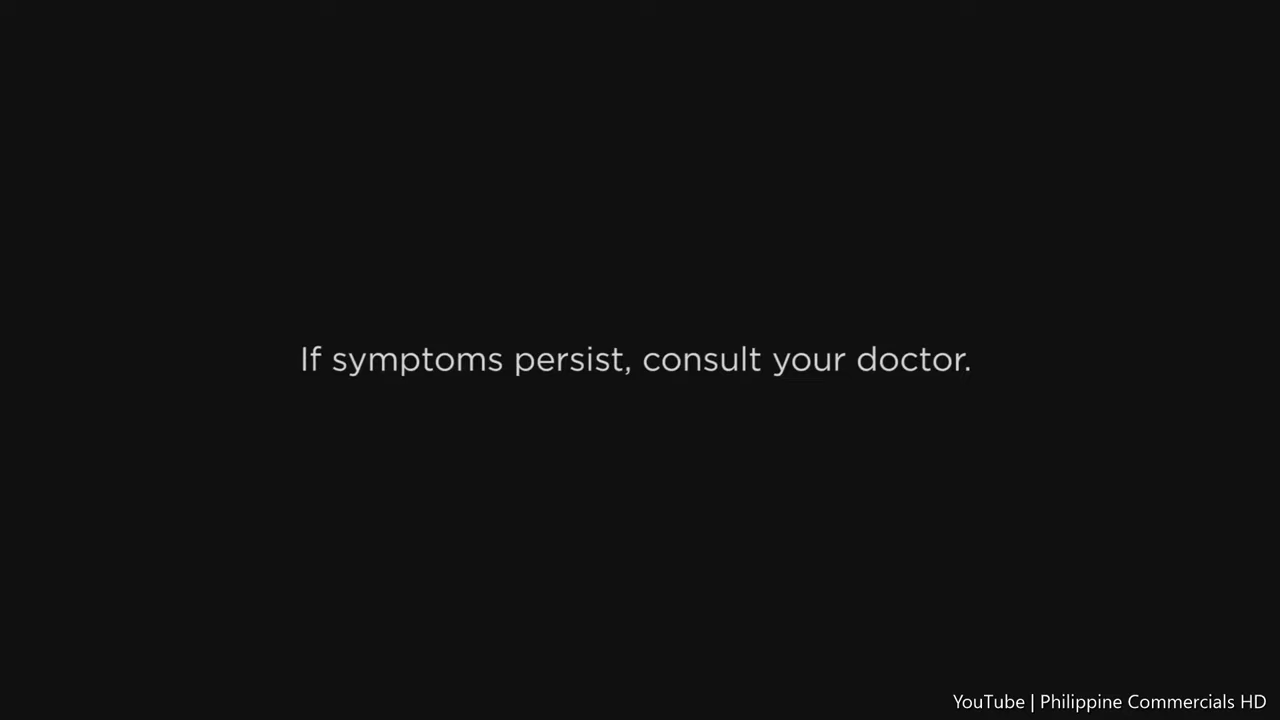 If symptoms persist, consult your doctor.
YouTube | Philippine Commercials HD